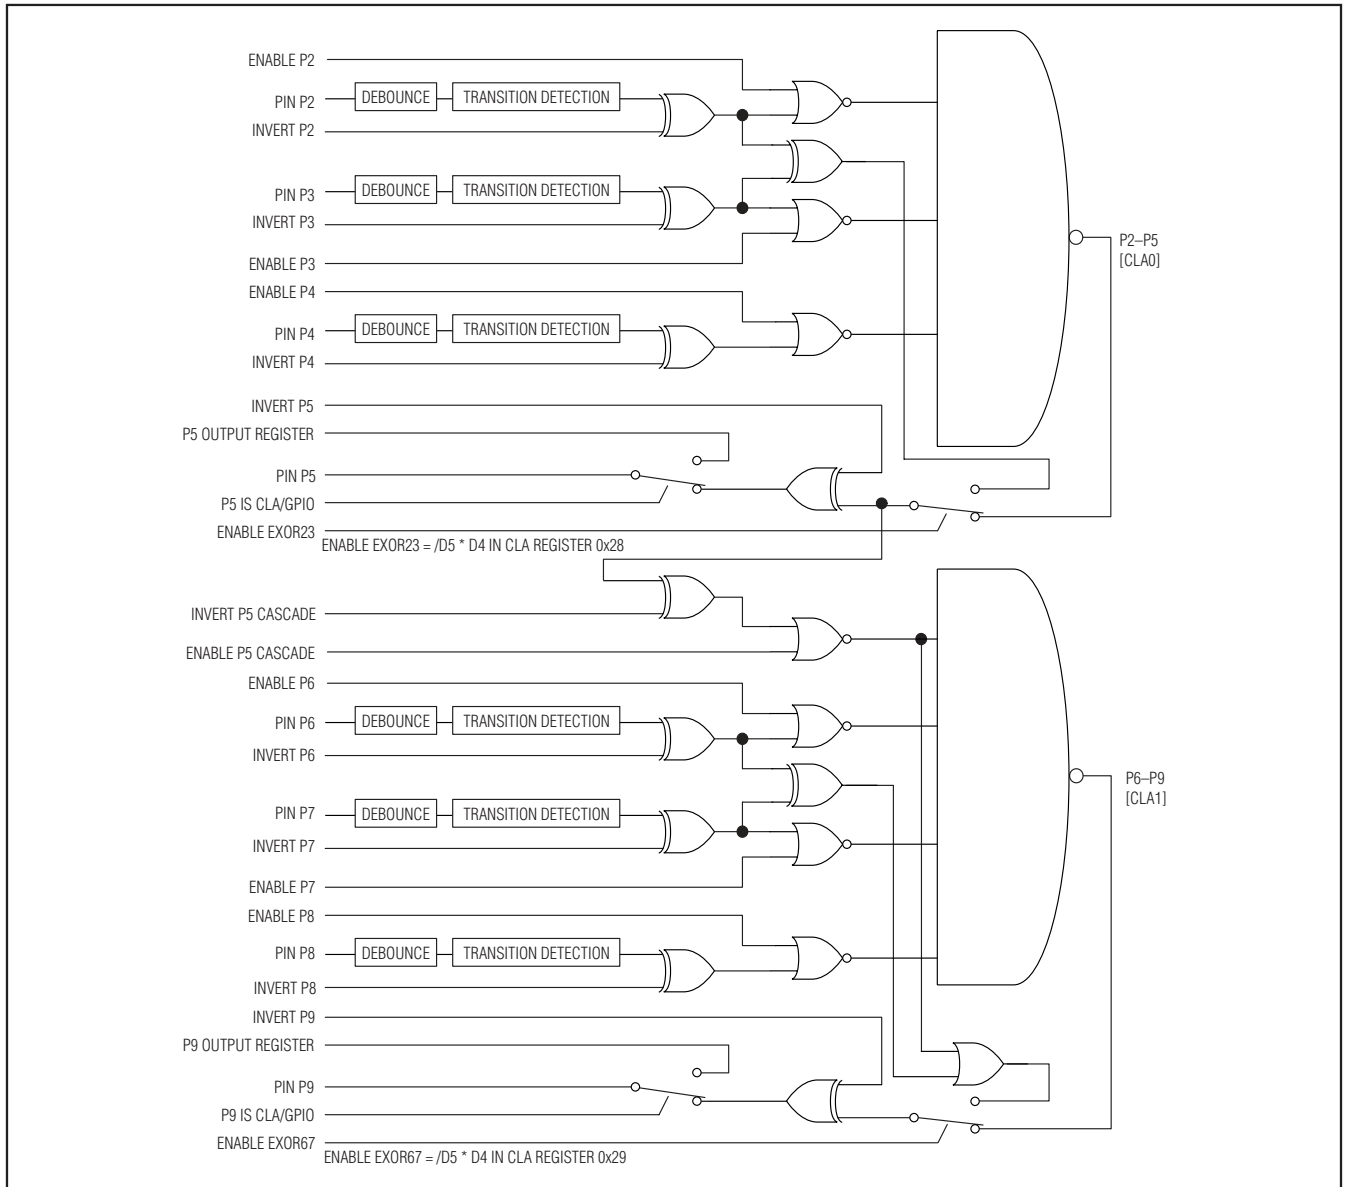 ENABLE P2
PIN P2
DEBOUNCE
TRANSITION DETECTION
INVERT P2
PIN P3
DEBOUNCE
TRANSITION DETECTION
INVERT P3
P2–P5
[CLA0]
ENABLE P3
ENABLE P4
PIN P4
DEBOUNCE
TRANSITION DETECTION
INVERT P4
INVERT P5
P5 OUTPUT REGISTER
PIN P5
P5 IS CLA/GPIO
ENABLE EXOR23
ENABLE EXOR23 = /D5 * D4 IN CLA REGISTER 0x28
INVERT P5 CASCADE
ENABLE P5 CASCADE
ENABLE P6
PIN P6
DEBOUNCE
TRANSITION DETECTION
INVERT P6
P6–P9
[CLA1]
PIN P7
DEBOUNCE
TRANSITION DETECTION
INVERT P7
ENABLE P7
ENABLE P8
PIN P8
DEBOUNCE
TRANSITION DETECTION
INVERT P8
INVERT P9
P9 OUTPUT REGISTER
PIN P9
P9 IS CLA/GPIO
ENABLE EXOR67
ENABLE EXOR67 = /D5 * D4 IN CLA REGISTER 0x29